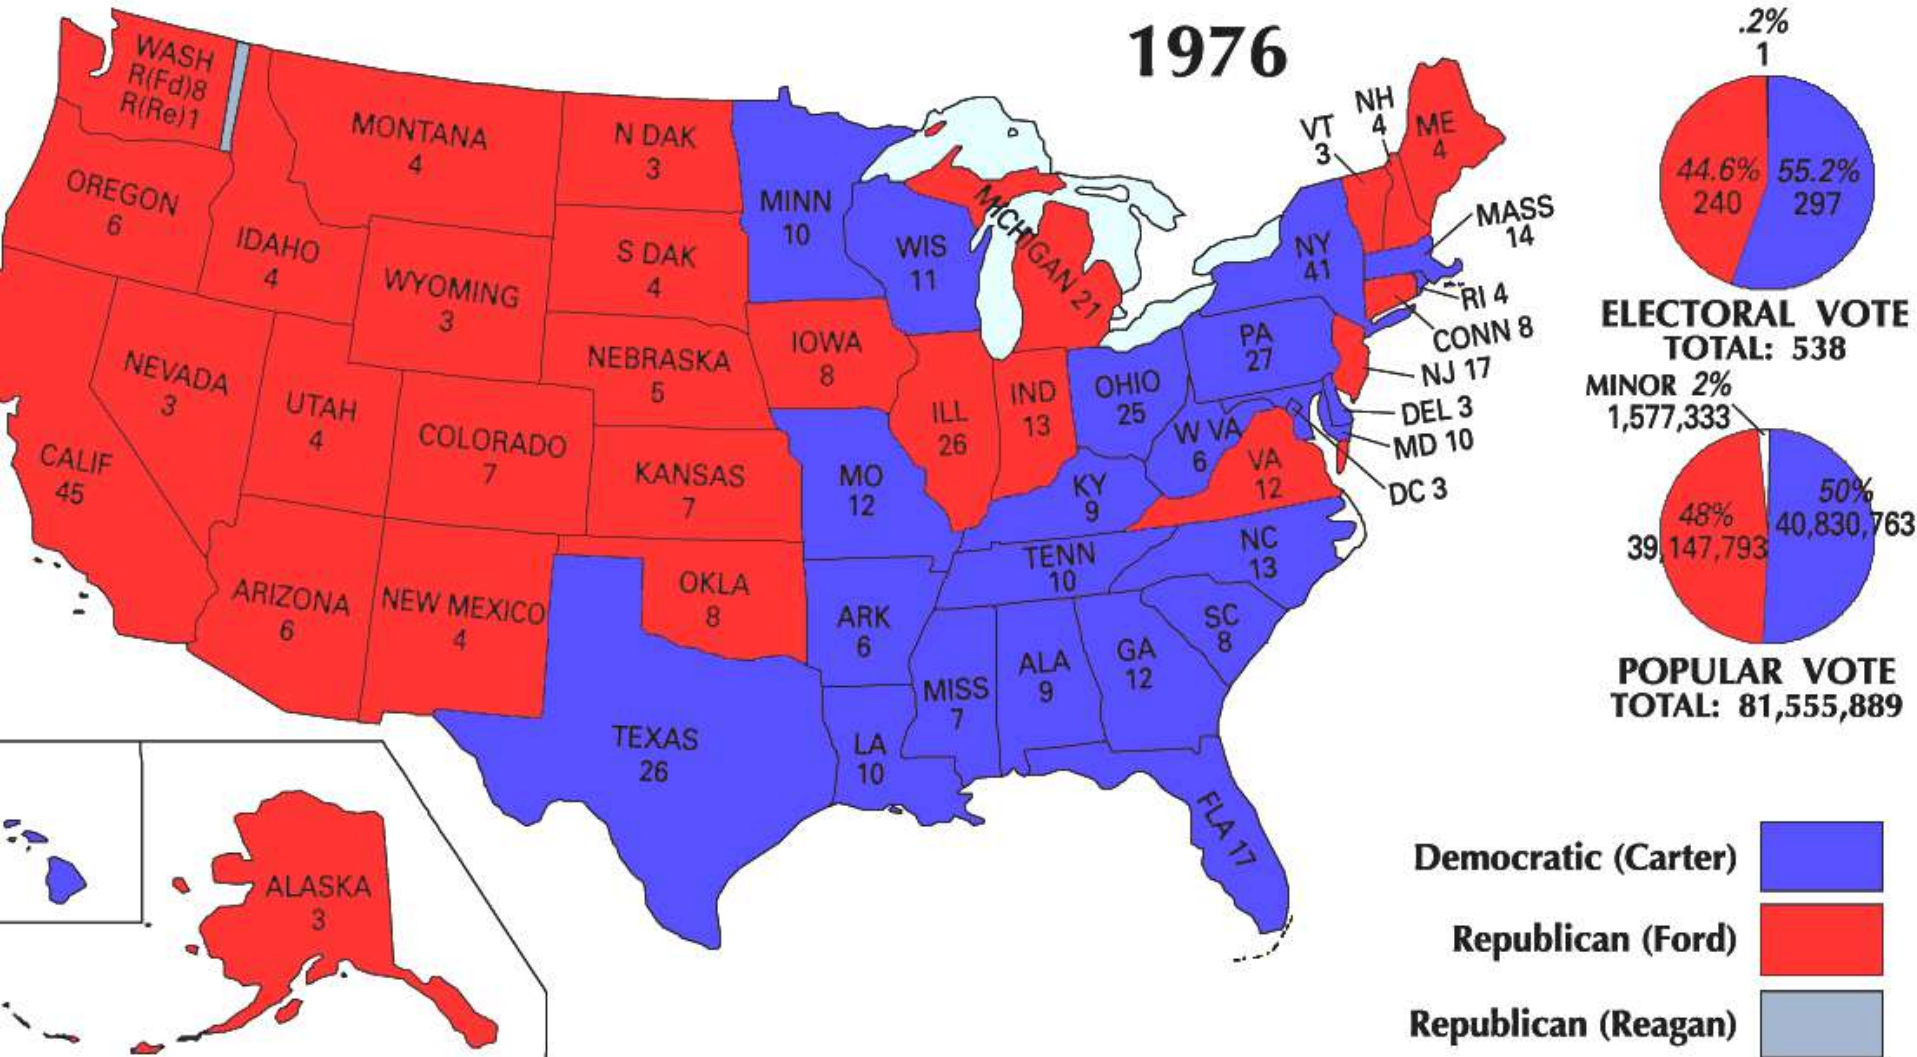 1976
WASH
R(Fd)8
R(Re)1
MONTANA
4
N DAK
3
MINN
10
OREGON
6
IDAHO
4
WYOMING
3
S DAK
4
WIS
11
MICHIGAN 21
NEVADA
3
UTAH
4
COLORADO
7
NEBRASKA
5
IOWA
8
ILL
26
IND
13
OHIO
25
PA
27
NY
41
VT
3
NH
4
ME
4
MASS
14
RI 4
CONN 8
NJ 17
DEL 3
MD 10
DC 3
CALIF
45
ARIZONA
6
NEW MEXICO
4
KANSAS
7
OKLA
8
MO
12
ARK
6
KY
9
W VA
6
VA
12
TENN
10
NC
13
SC
8
MISS
7
ALA
9
GA
12
TEXAS
26
LA
10
FLA 17
ALASKA
3
.2%
1
44.6%
240
55.2%
297
ELECTORAL VOTE
TOTAL: 538
MINOR 2%
1,577,333
48%
39,147,793
50%
40,830,763
POPULAR VOTE
TOTAL: 81,555,889
Democratic (Carter)
Republican (Ford)
Republican (Reagan)